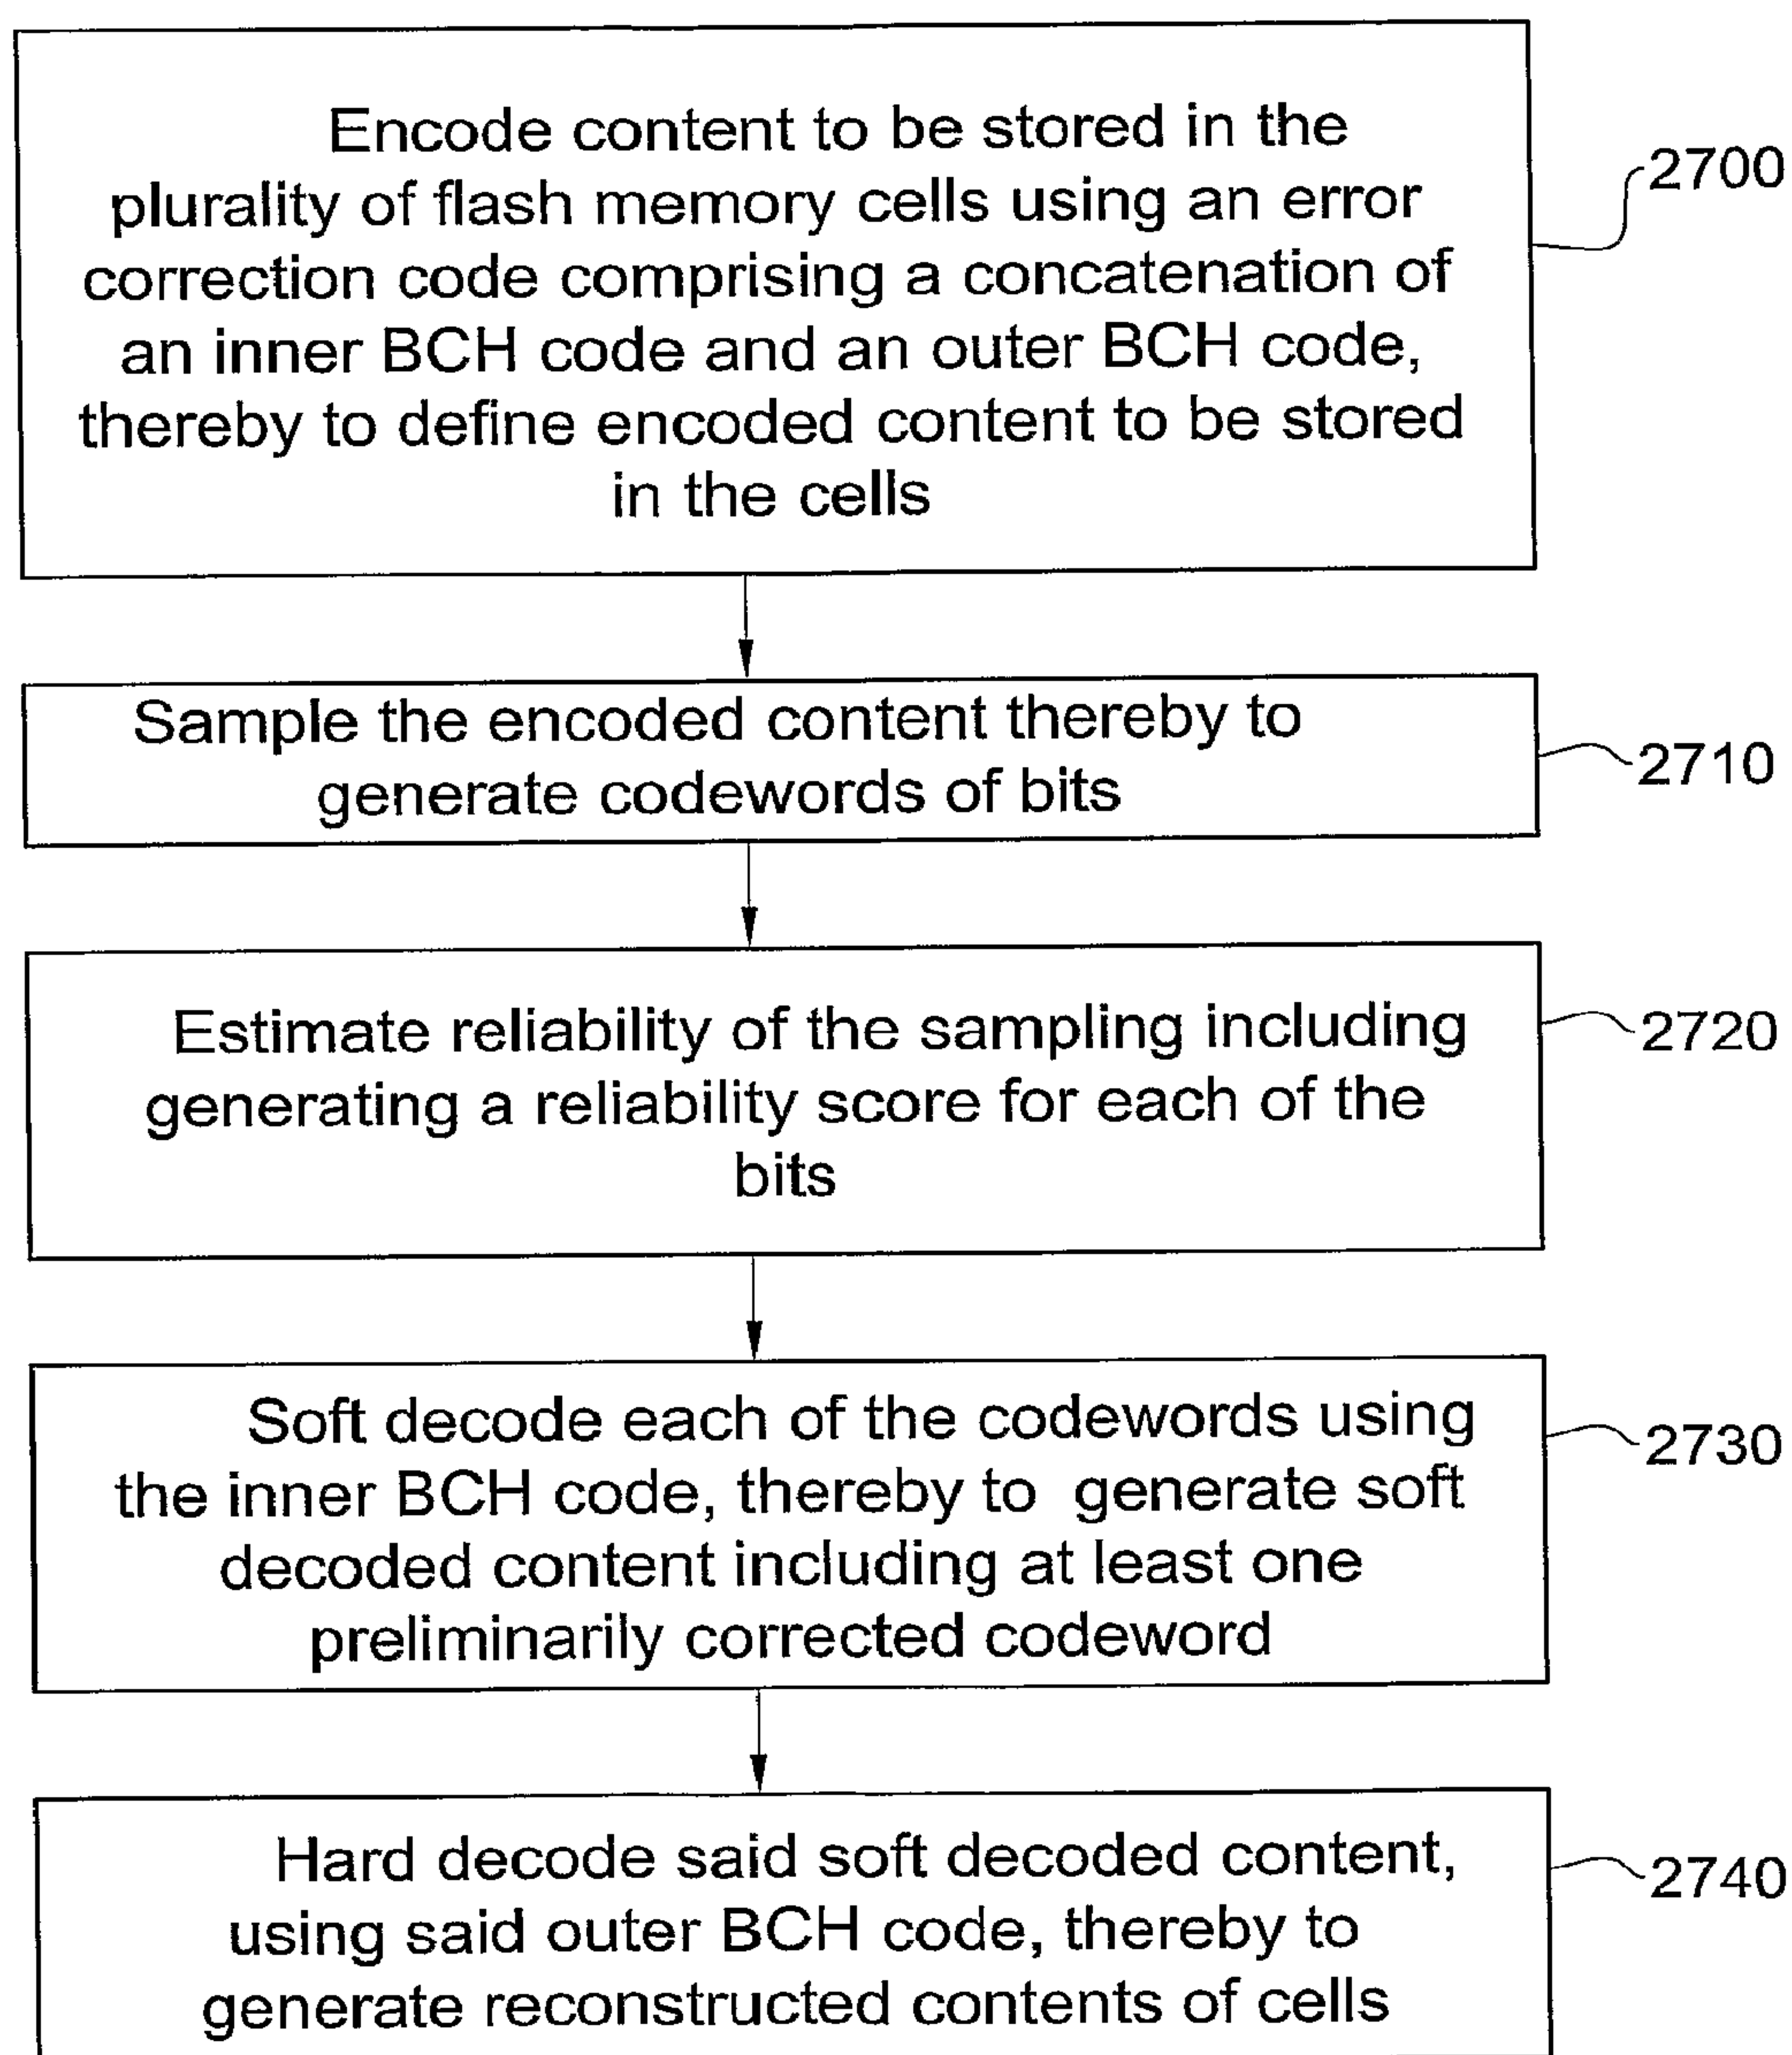 Encode content to be stored in the
plurality of flash memory cells using an error
correction code comprising a concatenation of
an inner BCH code and an outer BCH code,
thereby to define encoded content to be stored
in the cells
2700
Sample the encoded content thereby to
generate codewords of bits
2710
Estimate reliability of the sampling including
generating a reliability score for each of the
bits
2720
Soft decode each of the codewords using
the inner BCH code, thereby to generate soft
decoded content including at least one
preliminarily corrected codeword
2730
Hard decode said soft decoded content,
using said outer BCH code, thereby to
generate reconstructed contents of cells
2740